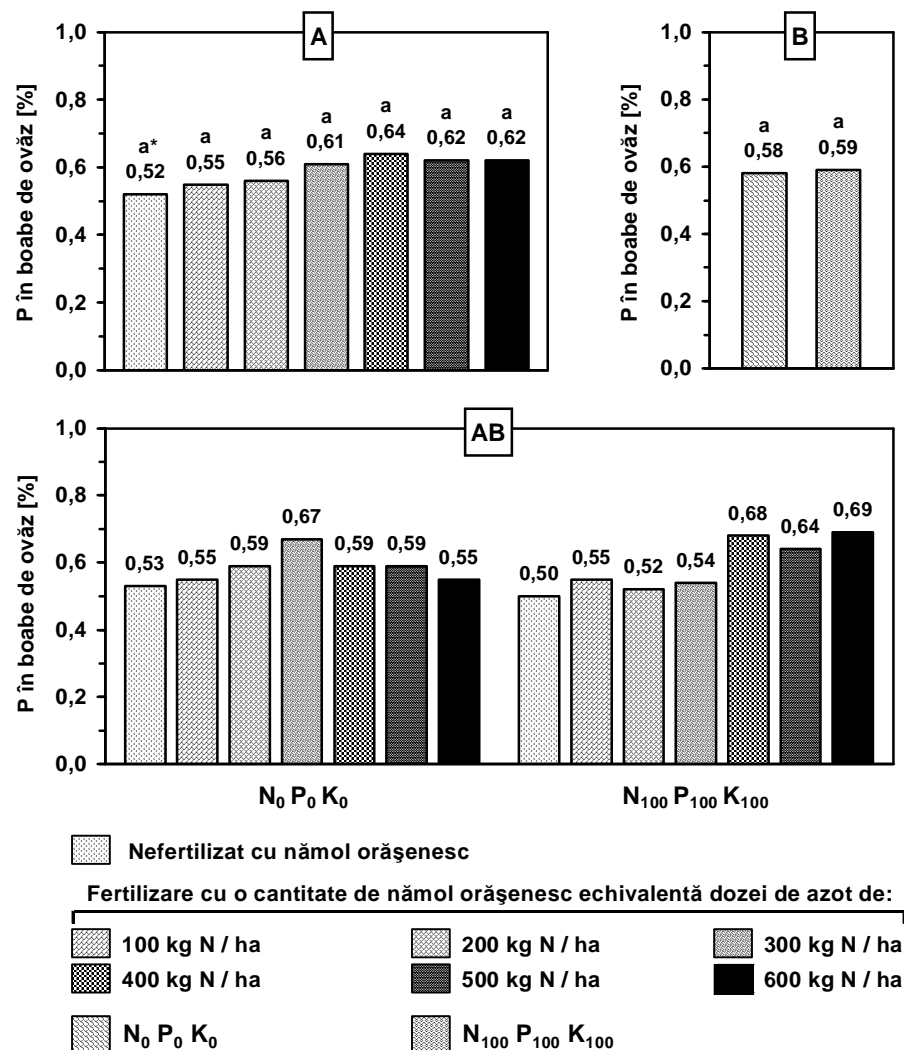 A
P în boabe de ovăz [%]
1,0
0,8
0,6
0,4
0,2
0,0
a* a a a a a a
0,52 0,55 0,56 0,61 0,64 0,62 0,62
B
P în boabe de ovăz [%]
1,0
0,8
0,6
0,4
0,2
0,0
a a
0,58 0,59
AB
P în boabe de ovăz [%]
1,0
0,8
0,6
0,4
0,2
0,0
0,53 0,55 0,59 0,67 0,59 0,59 0,55 0,50 0,55 0,52 0,54 0,68 0,64 0,69
N₀ P₀ K₀ N₁₀₀ P₁₀₀ K₁₀₀
Nefertilizat cu nămol orăşenesc
Fertilizare cu o cantitate de nămol orăşenesc echivalentă dozei de azot de:
100 kg N / ha 200 kg N / ha 300 kg N / ha
400 kg N / ha 500 kg N / ha 600 kg N / ha
N₀ P₀ K₀ N₁₀₀ P₁₀₀ K₁₀₀